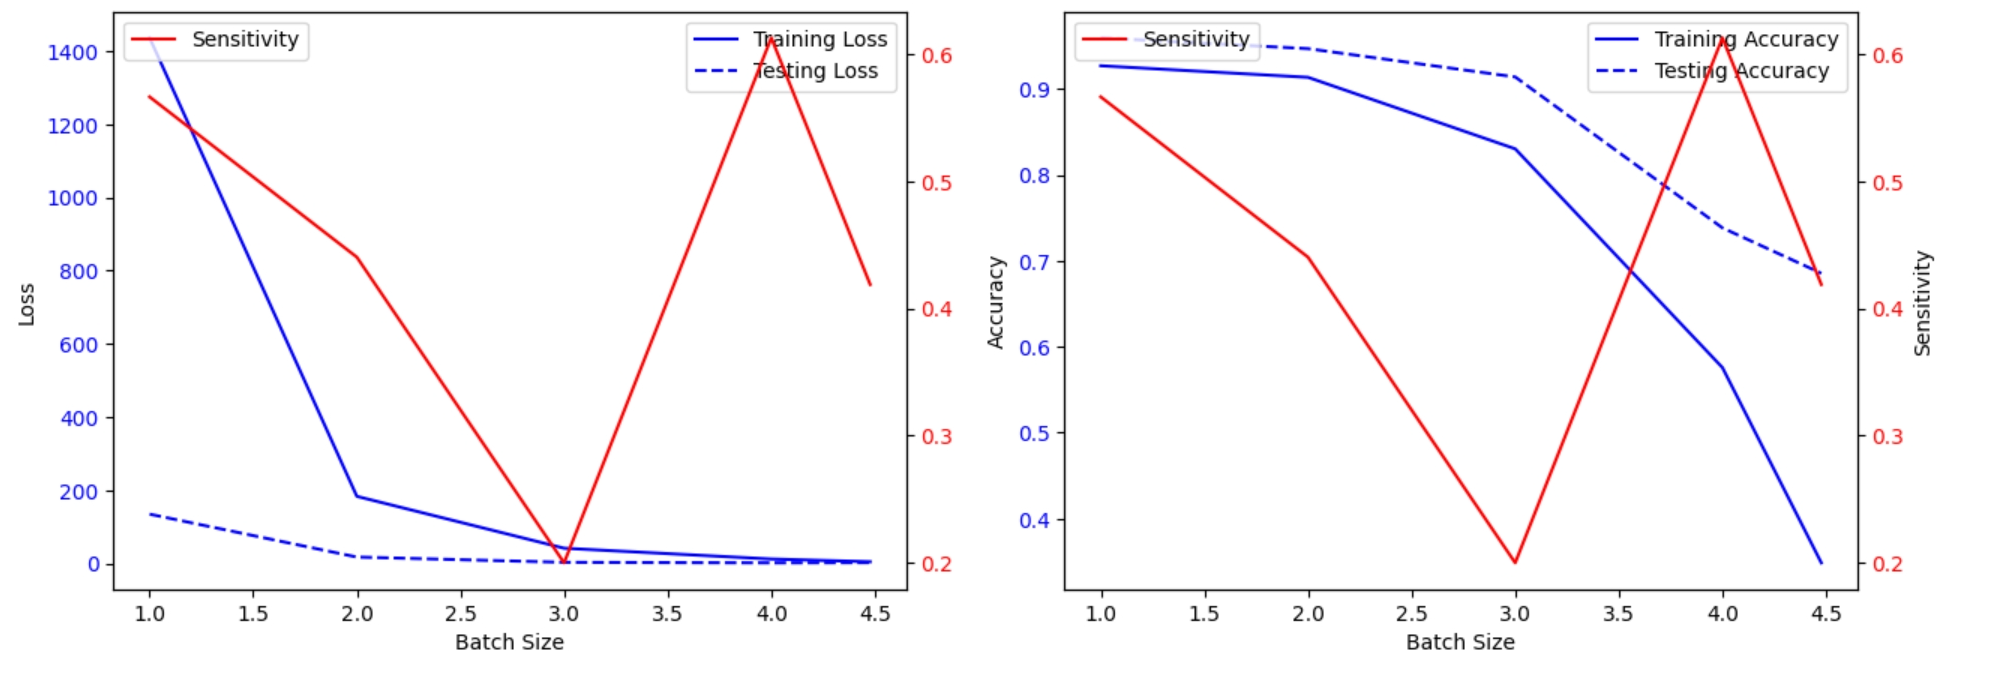 Sensitivity
Training Loss
Testing Loss
1400
1200
1000
800
600
400
200
0
Loss
0.6
0.5
0.4
0.3
0.2
1.0 1.5 2.0 2.5 3.0 3.5 4.0 4.5
Batch Size
Sensitivity
Training Accuracy
Testing Accuracy
0.9
0.8
0.7
0.6
0.5
0.4
Accuracy
0.6
0.5
0.4
0.3
0.2
Sensitivity
1.0 1.5 2.0 2.5 3.0 3.5 4.0 4.5
Batch Size